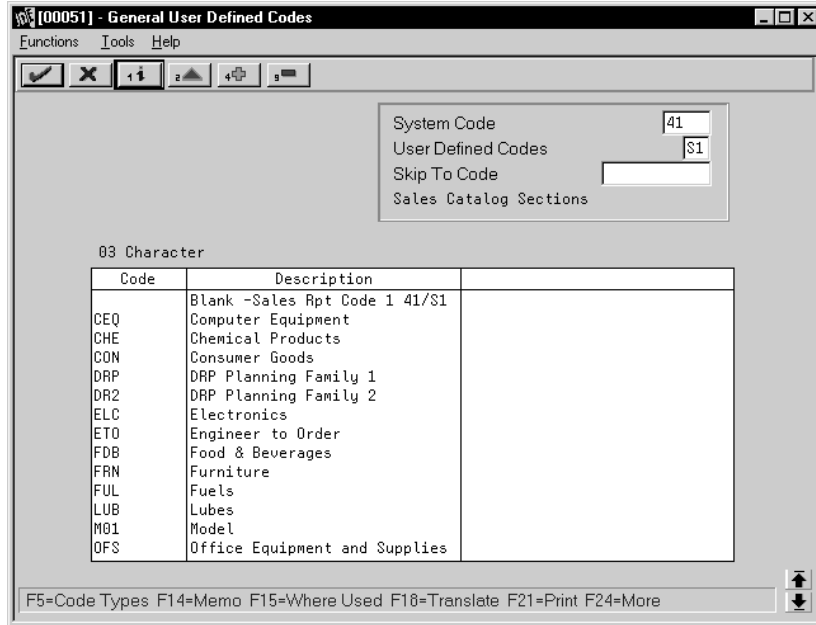 [00051] - General User Defined Codes
Functions Tools Help
1 i 2 4 9
System Code 41
User Defined Codes S1
Skip To Code
Sales Catalog Sections
03 Character
Code Description
Blank -Sales Rpt Code 1 41/S1
CEQ Computer Equipment
CHE Chemical Products
CON Consumer Goods
DRP DRP Planning Family 1
DR2 DRP Planning Family 2
ELC Electronics
ETO Engineer to Order
FDB Food & Beverages
FRN Furniture
FUL Fuels
LUB Lubes
M01 Model
OFS Office Equipment and Supplies
F5=Code Types F14=Memo F15=Where Used F18=Translate F21=Print F24=More